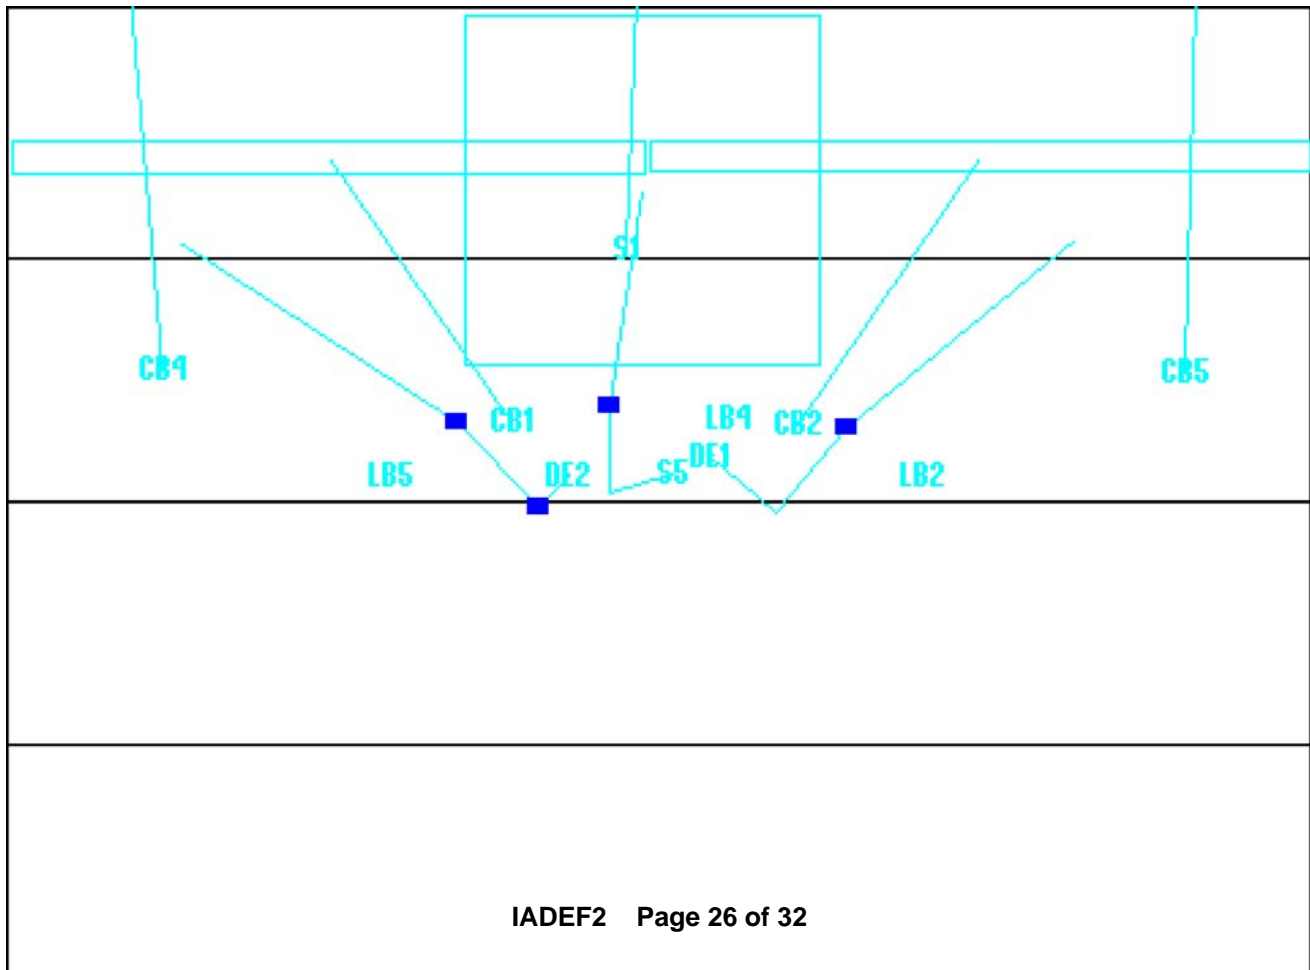 S1
CB4
CB5
CB1
LB4
CB2
DE1
LB5
DE2
S5
LB2
IADEF2 Page 26 of 32